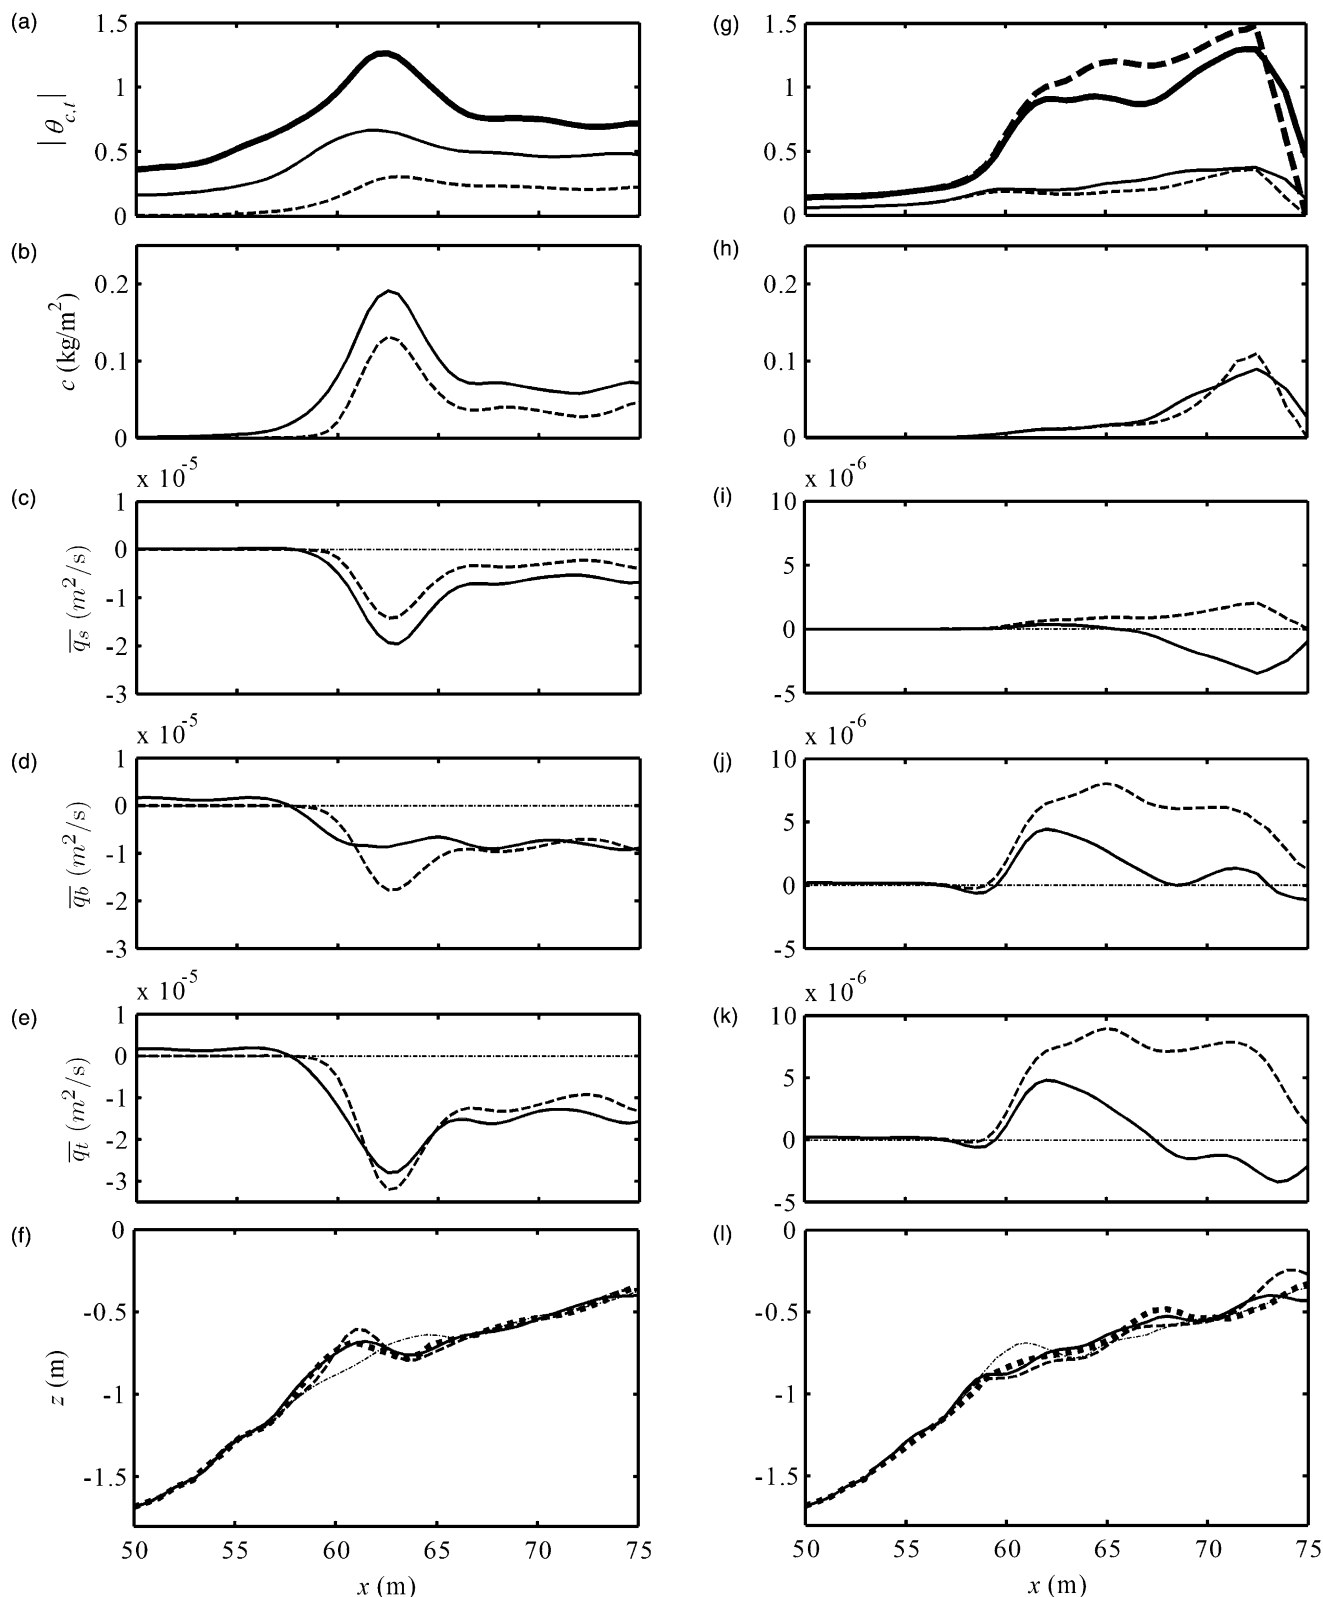 (a)
1.5
1
0.5
0
|θc,t|
(g)
1.5
1
0.5
0
(b)
0.2
0.1
0
c (kg/m²)
(h)
0.2
0.1
0
x 10⁻⁵
(c)
1
0
-1
-2
-3
q̅s (m²/s)
x 10⁻⁶
(i)
10
5
0
-5
x 10⁻⁵
(d)
1
0
-1
-2
-3
q̅b (m²/s)
x 10⁻⁶
(j)
10
5
0
-5
x 10⁻⁵
(e)
1
0
-1
-2
-3
q̅t (m²/s)
x 10⁻⁶
(k)
10
5
0
-5
(f)
0
-0.5
-1
-1.5
z (m)
50 55 60 65 70 75
x (m)
(l)
0
-0.5
-1
-1.5
50 55 60 65 70 75
x (m)